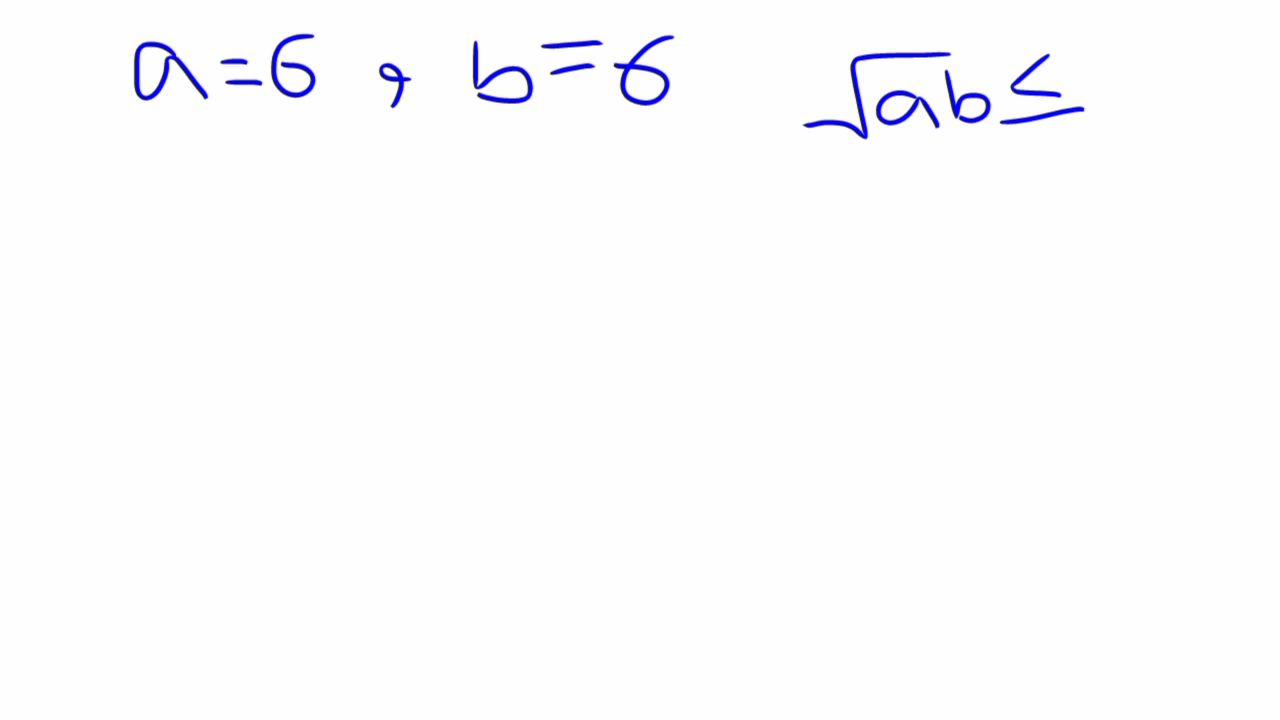 a=6 , b=6 √ab ≤